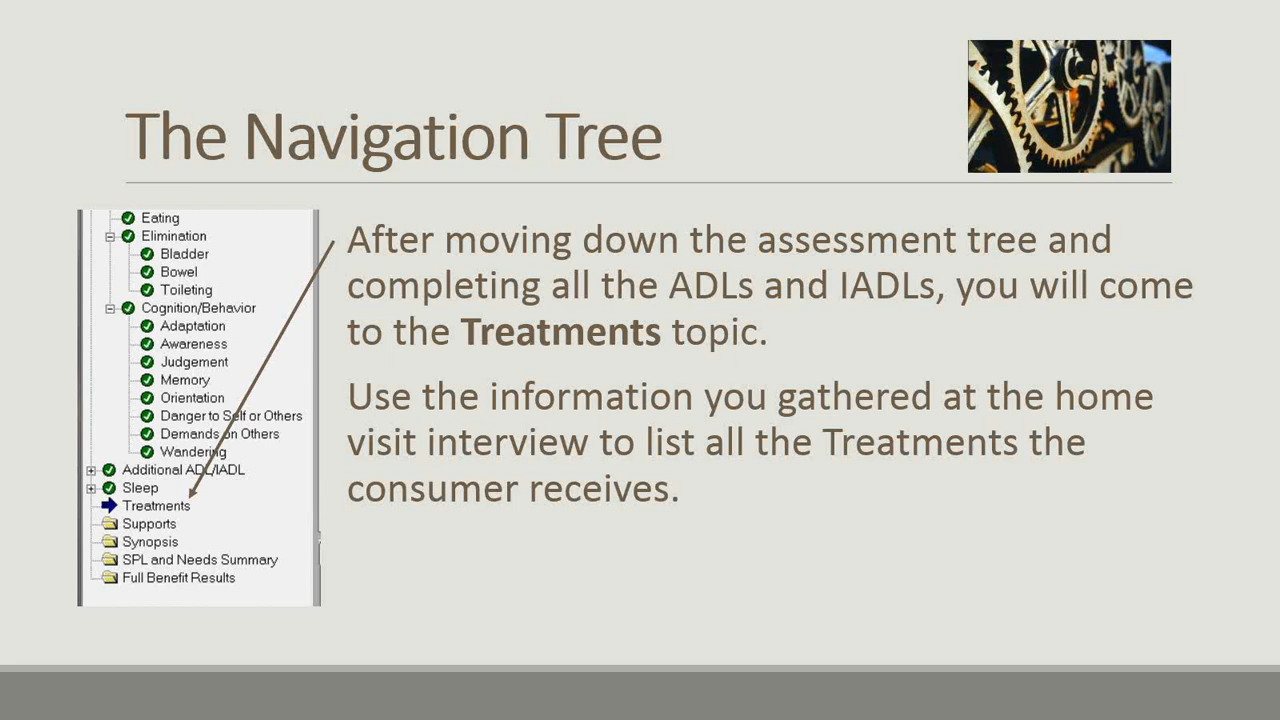 The Navigation Tree
Eating
Elimination
Bladder
Bowel
Toileting
Cognition/Behavior
Adaptation
Awareness
Judgement
Memory
Orientation
Danger to Self or Others
Demands on Others
Wandering
Additional ADL/IADL
Sleep
Treatments
Supports
Synopsis
SPL and Needs Summary
Full Benefit Results
After moving down the assessment tree and
completing all the ADLs and IADLs, you will come
to the Treatments topic.
Use the information you gathered at the home
visit interview to list all the Treatments the
consumer receives.